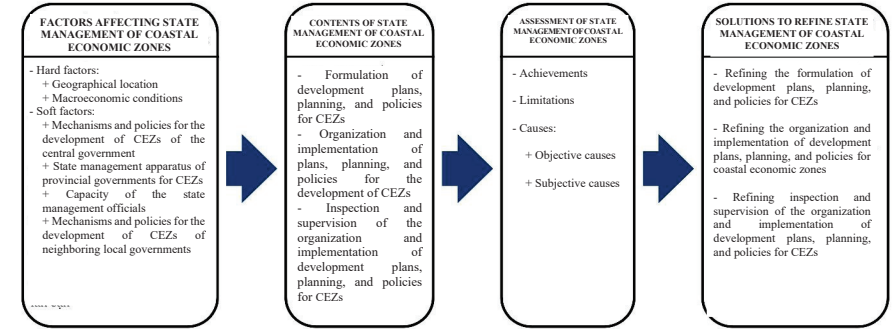 FACTORS AFFECTING STATE
MANAGEMENT OF COASTAL
ECONOMIC ZONES
- Hard factors:
+ Geographical location
+ Macroeconomic conditions
- Soft factors:
+ Mechanisms and policies for the
development of CEZs of the
central government
+ State management apparatus of
provincial governments for CEZs
+ Capacity of the state
management officials
+ Mechanisms and policies for the
development of CEZs of
neighboring local governments
CONTENTS OF STATE
MANAGEMENT OF COASTAL
ECONOMIC ZONES
- Formulation of
development plans,
planning, and policies
for CEZs
- Organization and
implementation of
plans, planning, and
policies for the
development of CEZs
- Inspection and
supervision of the
organization and
implementation of
development plans,
planning, and policies
for CEZs
ASSESSMENT OF STATE
MANAGEMENT OF COASTAL
ECONOMIC ZONES
- Achievements
- Limitations
- Causes:
+ Objective causes
+ Subjective causes
SOLUTIONS TO REFINE STATE
MANAGEMENT OF COASTAL
ECONOMIC ZONES
- Refining the formulation of
development plans, planning,
and policies for CEZs
- Refining the organization and
implementation of development
plans, planning, and policies for
coastal economic zones
- Refining inspection and
supervision of the organization
and implementation of
development plans, planning,
and policies for CEZs